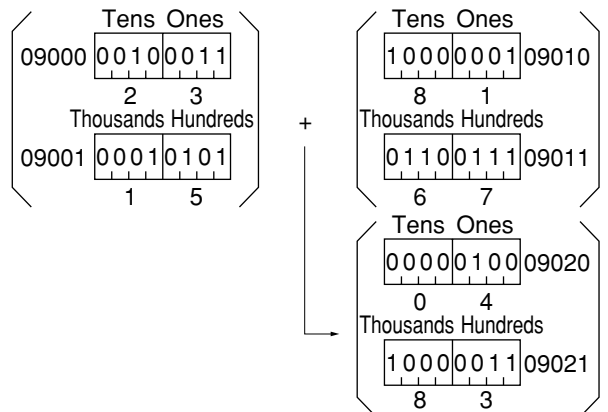 Tens Ones
09000 0010 0011
2 3
Thousands Hundreds
09001 0001 0101
1 5
+
Tens Ones
1000 0001 09010
8 1
Thousands Hundreds
0110 0111 09011
6 7
Tens Ones
0000 0100 09020
0 4
Thousands Hundreds
1000 0011 09021
8 3